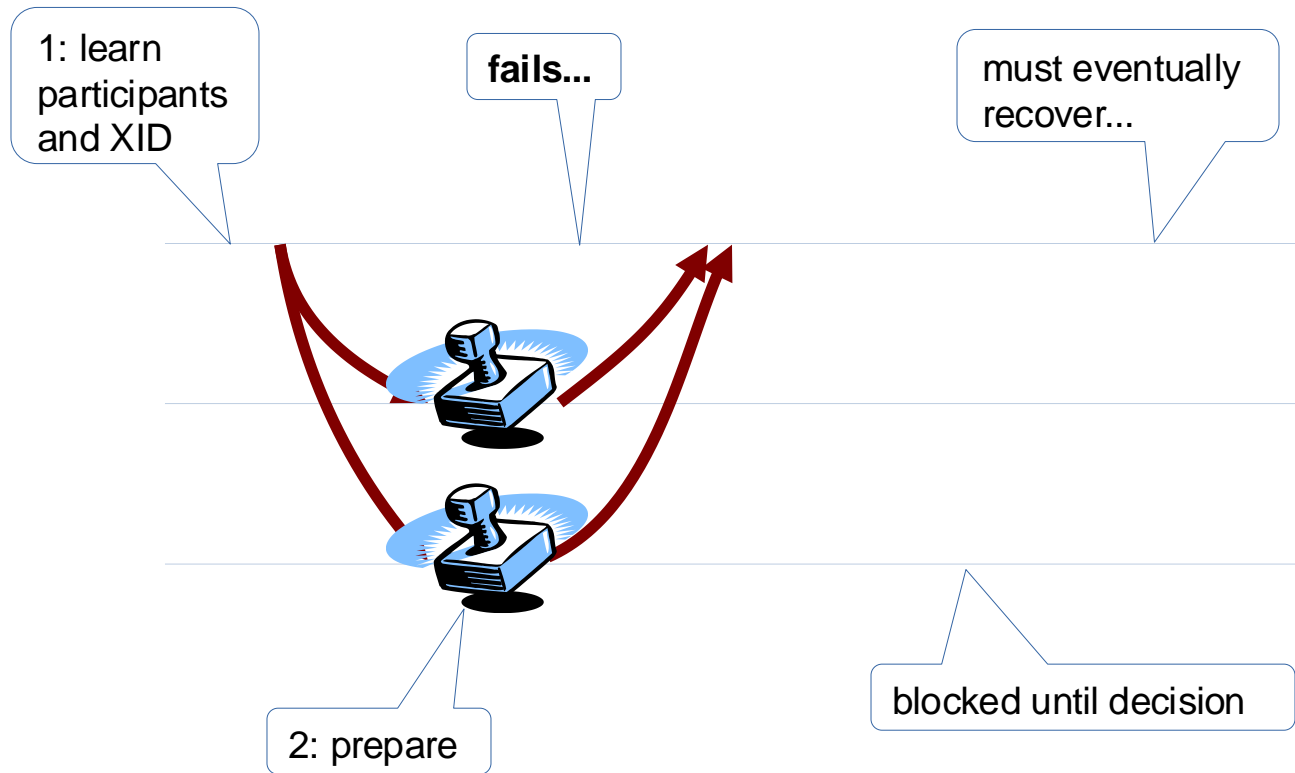 1: learn
participants
and XID
fails...
must eventually
recover...
blocked until decision
2: prepare